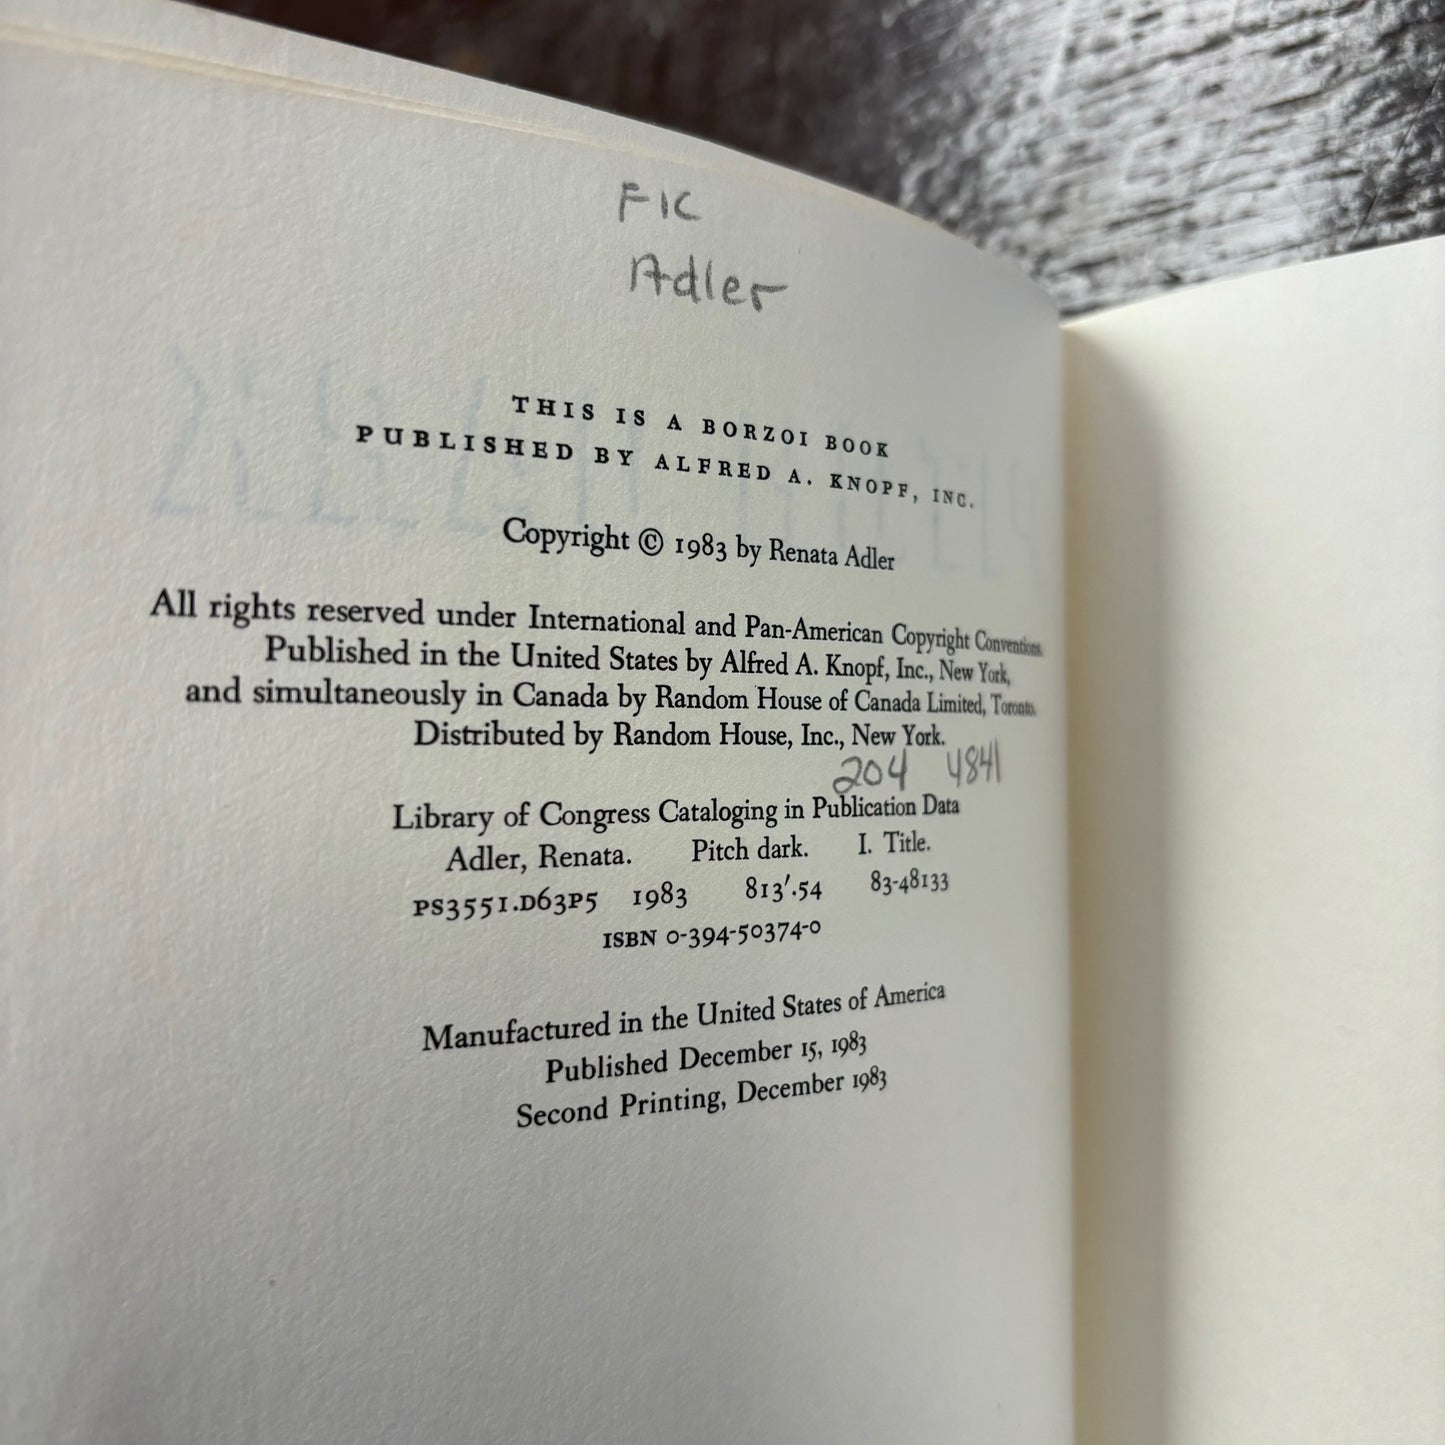 FIC
Adler
THIS IS A BORZOI BOOK
PUBLISHED BY ALFRED A. KNOPF, INC.
Copyright © 1983 by Renata Adler
All rights reserved under International and Pan-American Copyright Conventions.
Published in the United States by Alfred A. Knopf, Inc., New York,
and simultaneously in Canada by Random House of Canada Limited, Toronto.
Distributed by Random House, Inc., New York.
204 4841
Library of Congress Cataloging in Publication Data
Adler, Renata. Pitch dark. I. Title.
PS3551.D63P5 1983 813'.54 83-48133
ISBN 0-394-50374-0
Manufactured in the United States of America
Published December 15, 1983
Second Printing, December 1983